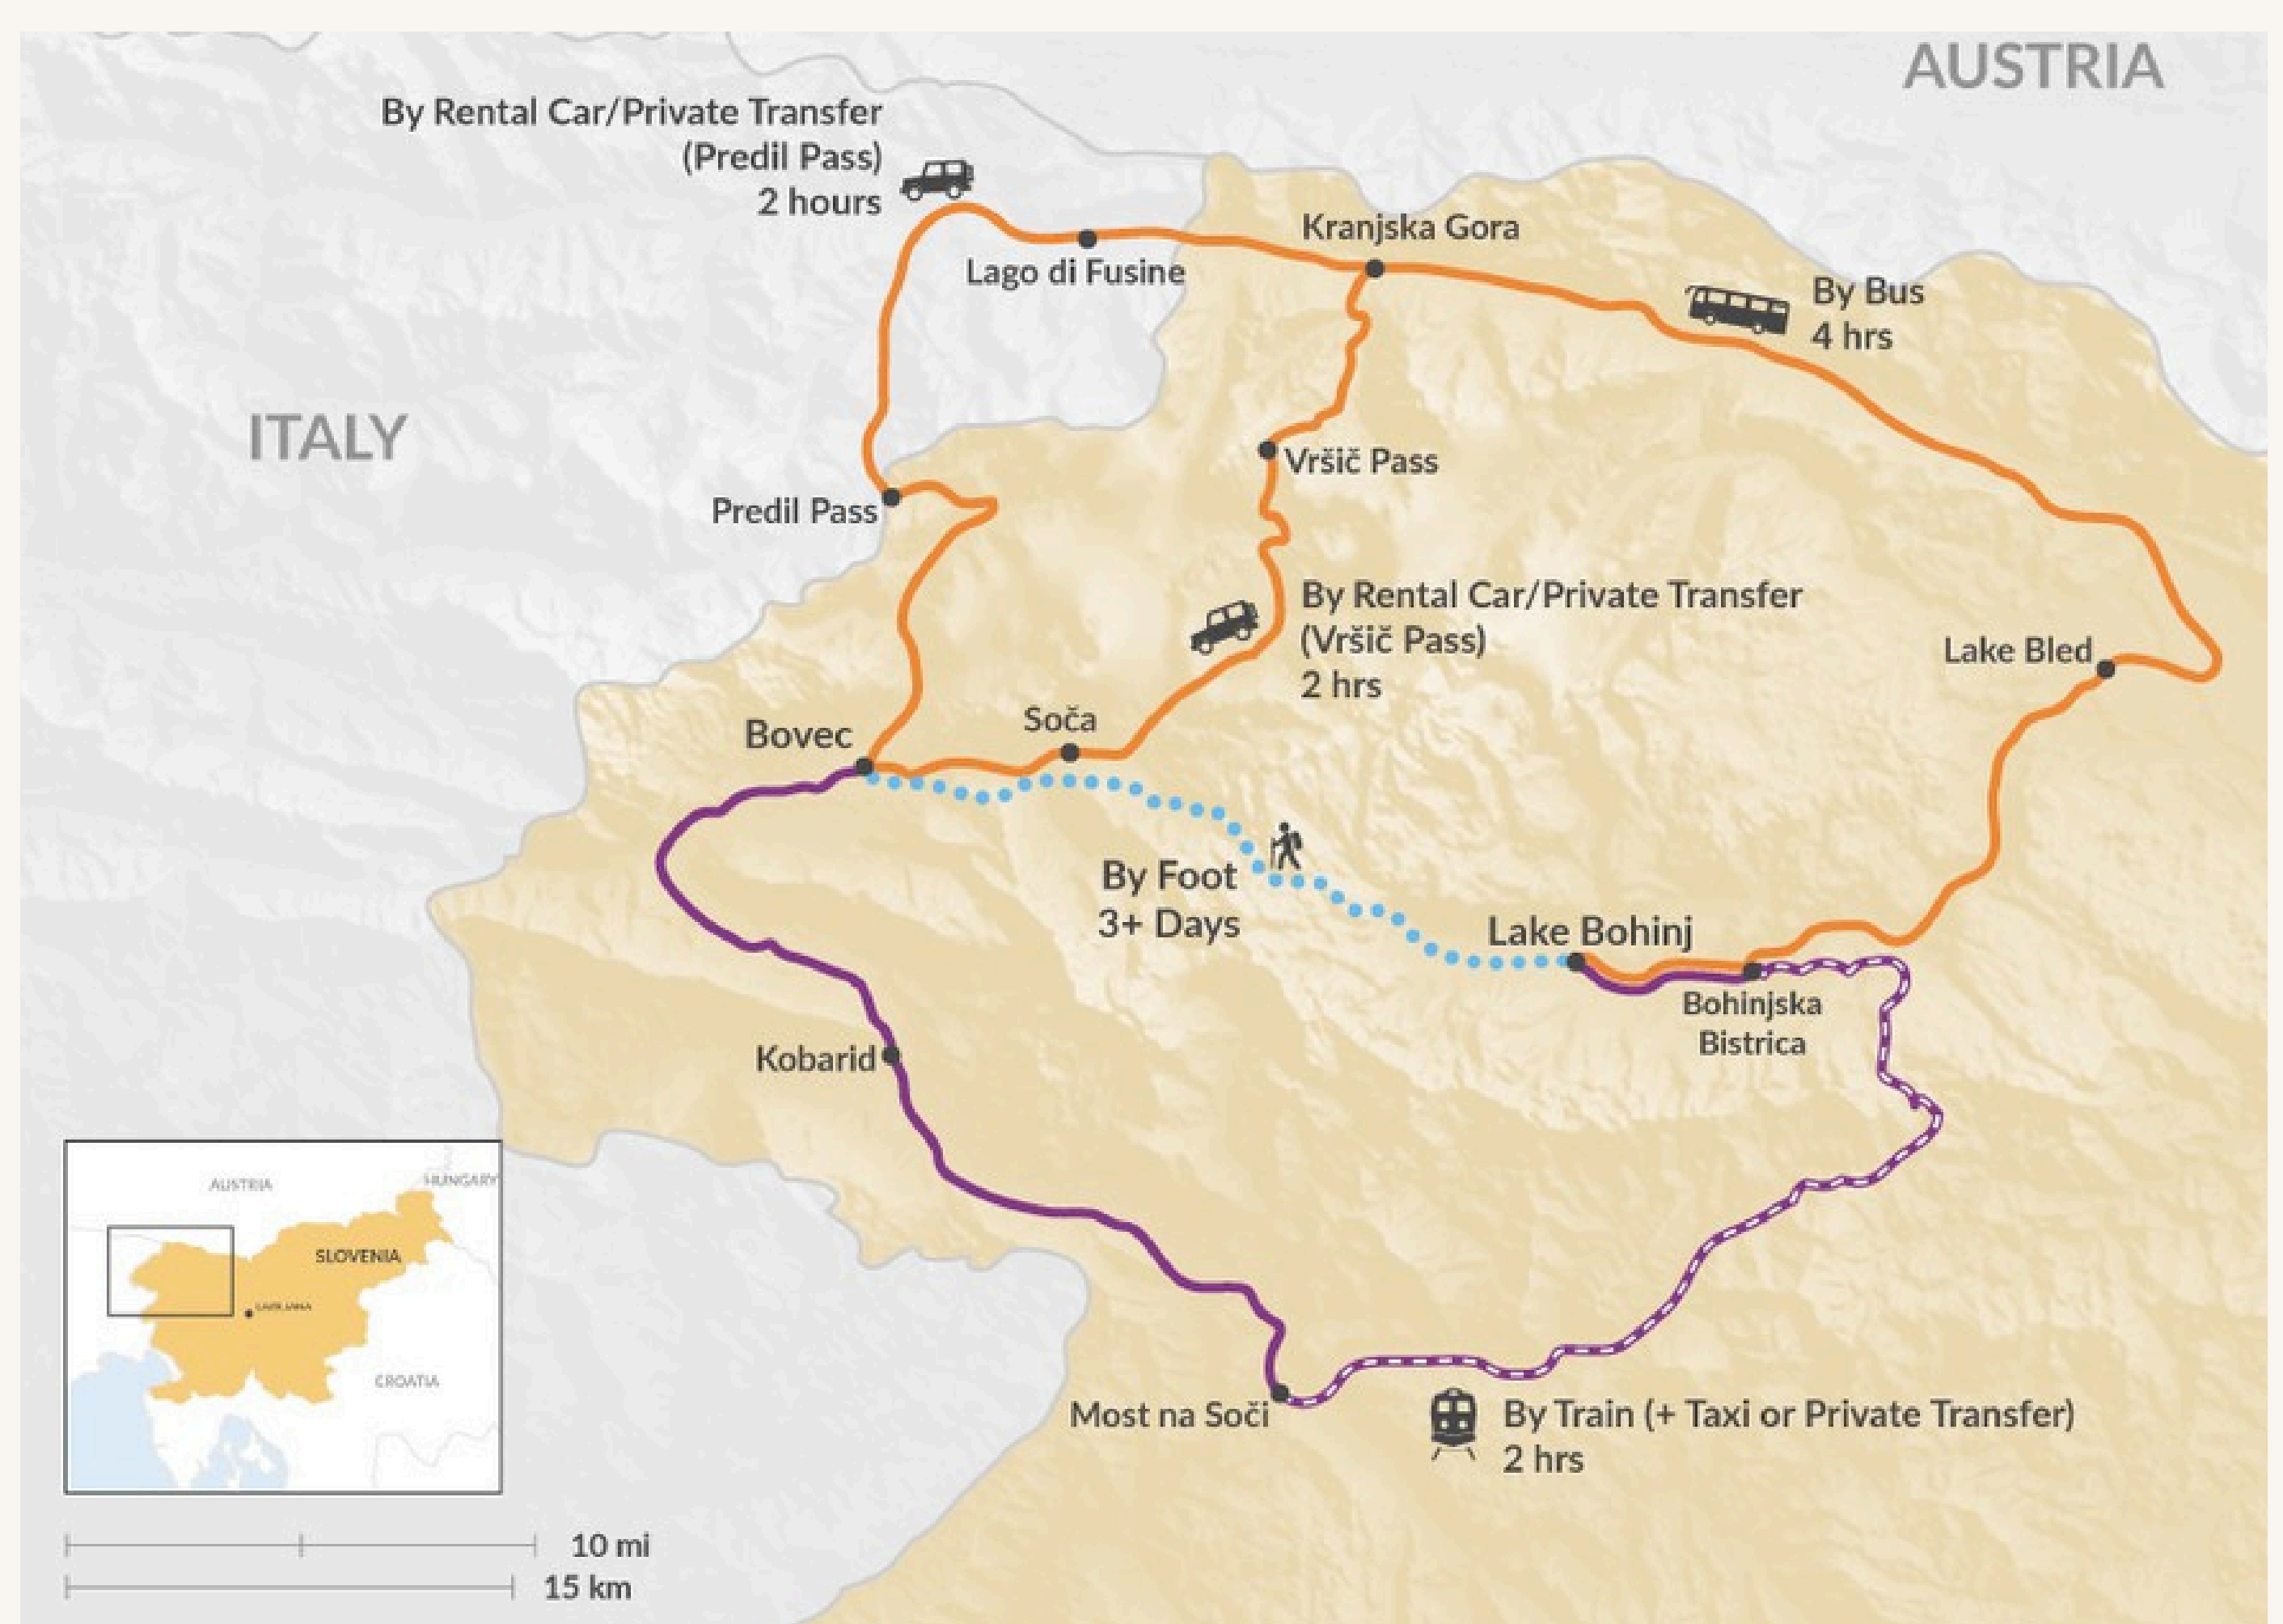 AUSTRIA
By Rental Car/Private Transfer
(Predil Pass)
2 hours
Kranjska Gora
Lago di Fusine
By Bus
4 hrs
ITALY
Vršič Pass
Predil Pass
By Rental Car/Private Transfer
(Vršič Pass)
2 hrs
Lake Bled
Soča
Bovec
By Foot
3+ Days
Lake Bohinj
Bohinjska
Bistrica
Kobarid
AUSTRIA
HUNGARY
SLOVENIA
LJUBLJANA
CROATIA
Most na Soči
By Train (+ Taxi or Private Transfer)
2 hrs
10 mi
15 km